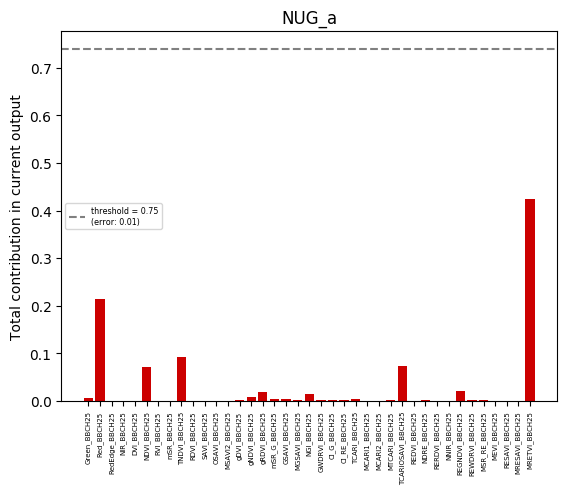 NUG_a
Total contribution in current output
0.7
0.6
0.5
0.4
0.3
0.2
0.1
0.0
threshold = 0.75
(error: 0.01)
Green_BBCH25
Red_BBCH25
RedEdge_BBCH25
NIR_BBCH25
DVI_BBCH25
NDVI_BBCH25
RVI_BBCH25
mSR_BBCH25
TNDVI_BBCH25
RDVI_BBCH25
SAVI_BBCH25
OSAVI_BBCH25
MSAVI2_BBCH25
gDVI_BBCH25
gNDVI_BBCH25
gRDVI_BBCH25
mSR_G_BBCH25
GSAVI_BBCH25
MGSAVI_BBCH25
NGI_BBCH25
GWDRVI_BBCH25
CI_G_BBCH25
CI_RE_BBCH25
TCARI_BBCH25
MCARI1_BBCH25
MCARI2_BBCH25
MTCARI_BBCH25
TCARIOSAVI_BBCH25
REDVI_BBCH25
NDRE_BBCH25
RERDVI_BBCH25
NNIR_BBCH25
REGNDVI_BBCH25
REWDRVI_BBCH25
MSR_RE_BBCH25
MEVI_BBCH25
RESAVI_BBCH25
MRESAVI_BBCH25
MRETVI_BBCH25